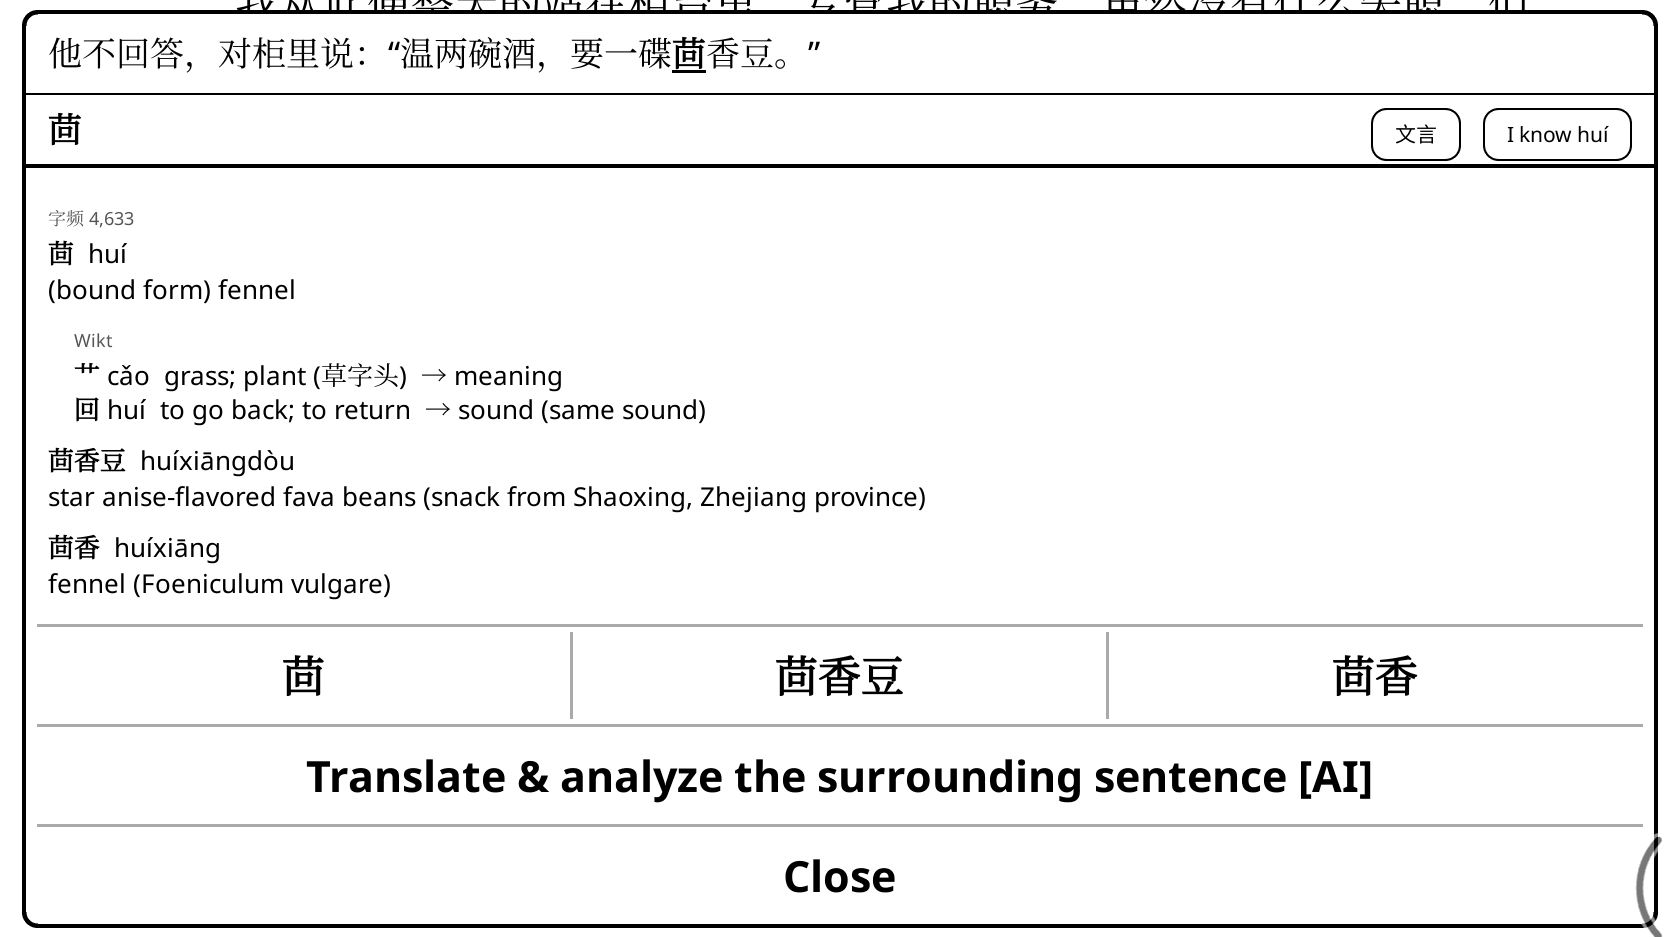 他不回答，对柜里说：“温两碗酒，要一碟茴香豆。”
茴
文言
I know huí
字频 4,633
茴 huí
(bound form) fennel
Wikt
艹 cǎo grass; plant (草字头) → meaning
回 huí to go back; to return → sound (same sound)
茴香豆 huíxiāngdòu
star anise-flavored fava beans (snack from Shaoxing, Zhejiang province)
茴香 huíxiāng
fennel (Foeniculum vulgare)
茴
茴香豆
茴香
Translate & analyze the surrounding sentence [AI]
Close